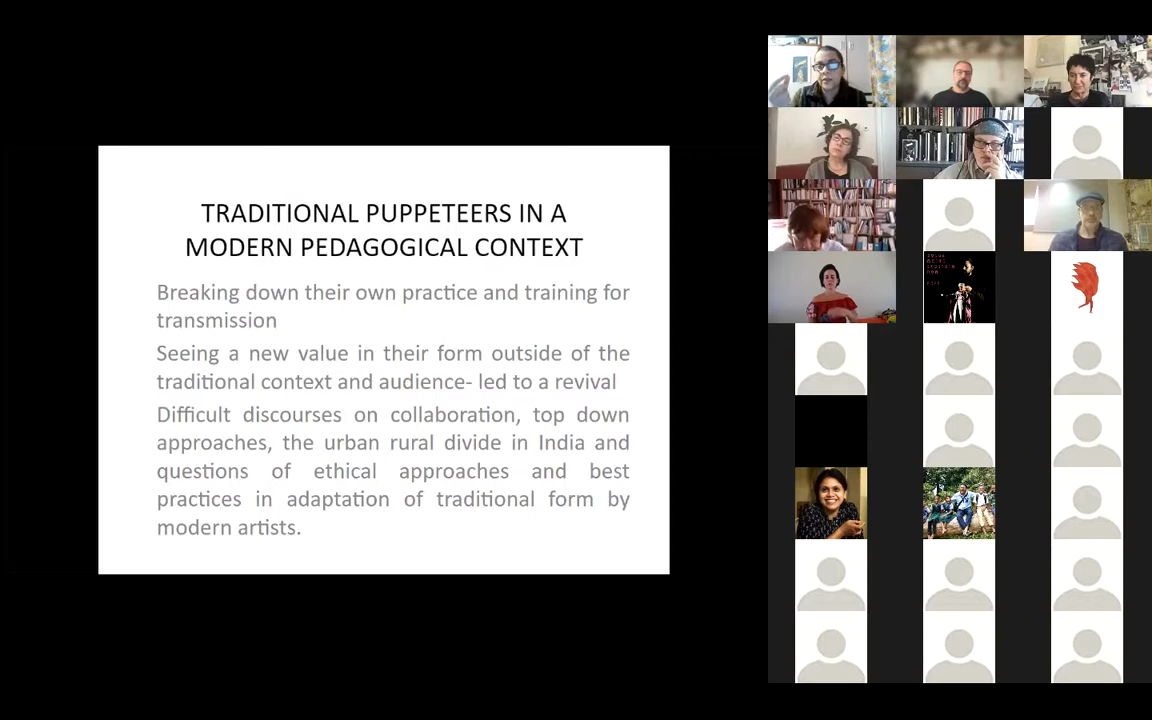 TRADITIONAL PUPPETEERS IN A
MODERN PEDAGOGICAL CONTEXT
Breaking down their own practice and training for
transmission
Seeing a new value in their form outside of the
traditional context and audience- led to a revival
Difficult discourses on collaboration, top down
approaches, the urban rural divide in India and
questions of ethical approaches and best
practices in adaptation of traditional form by
modern artists.